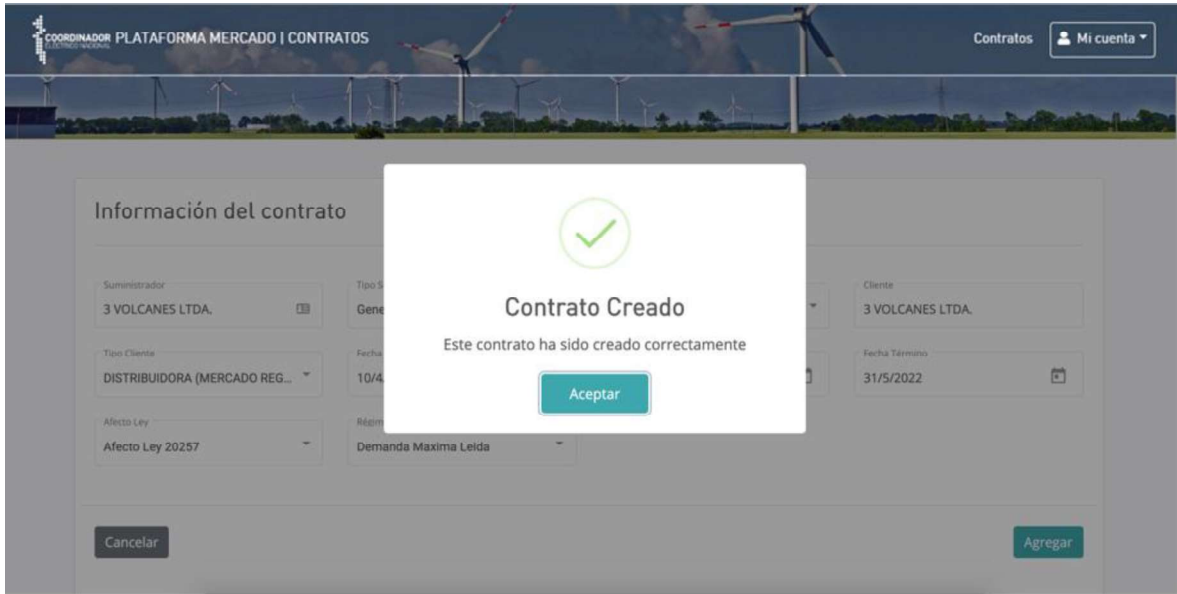 COORDINADOR PLATAFORMA MERCADO | CONTRATOS
ELÉCTRICO NACIONAL
Contratos
Mi cuenta
Información del contrato
Suministrador
3 VOLCANES LTDA.
Tipo S
Gene
Cliente
3 VOLCANES LTDA.
Tipo Cliente
DISTRIBUIDORA (MERCADO REG...
Fecha
10/4
Fecha Término
31/5/2022
Afecto Ley
Afecto Ley 20257
Régim
Demanda Maxima Leida
Contrato Creado
Este contrato ha sido creado correctamente
Aceptar
Cancelar
Agregar